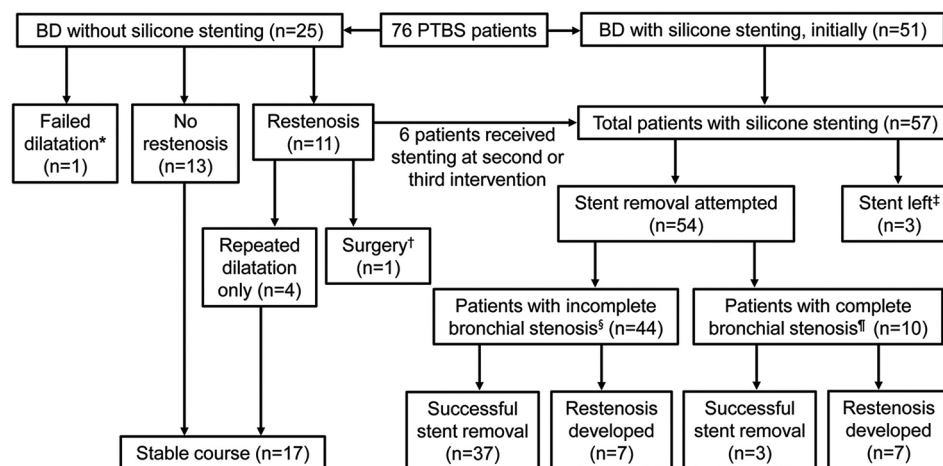 BD without silicone stenting (n=25)
76 PTBS patients
BD with silicone stenting, initially (n=51)
Failed
dilatation*
(n=1)
No
restenosis
(n=13)
Restenosis
(n=11)
6 patients received
stenting at second or
third intervention
Total patients with silicone stenting (n=57)
Repeated
dilatation
only (n=4)
Surgery†
(n=1)
Stent removal attempted
(n=54)
Stent left‡
(n=3)
Patients with incomplete
bronchial stenosis§ (n=44)
Patients with complete
bronchial stenosis¶ (n=10)
Stable course (n=17)
Successful
stent removal
(n=37)
Restenosis
developed
(n=7)
Successful
stent removal
(n=3)
Restenosis
developed
(n=7)